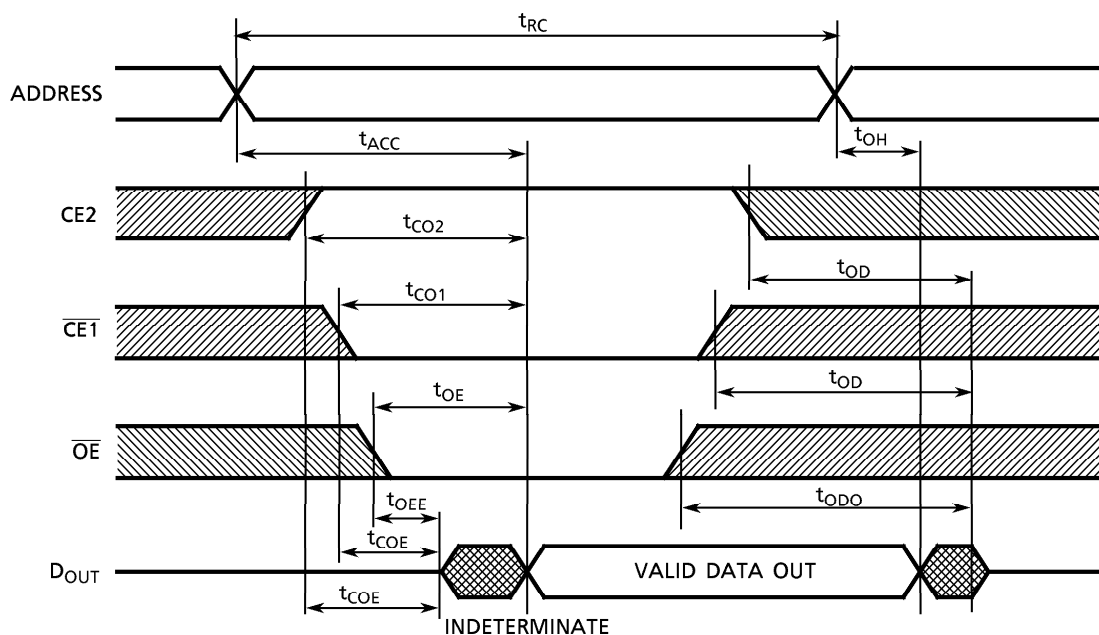 tRC
ADDRESS
tACC
tOH
CE2
tCO2
tOD
CE1
tCO1
tOD
OE
tOE
tOEE
tODO
tCOE
DOUT
VALID DATA OUT
tCOE
INDETERMINATE